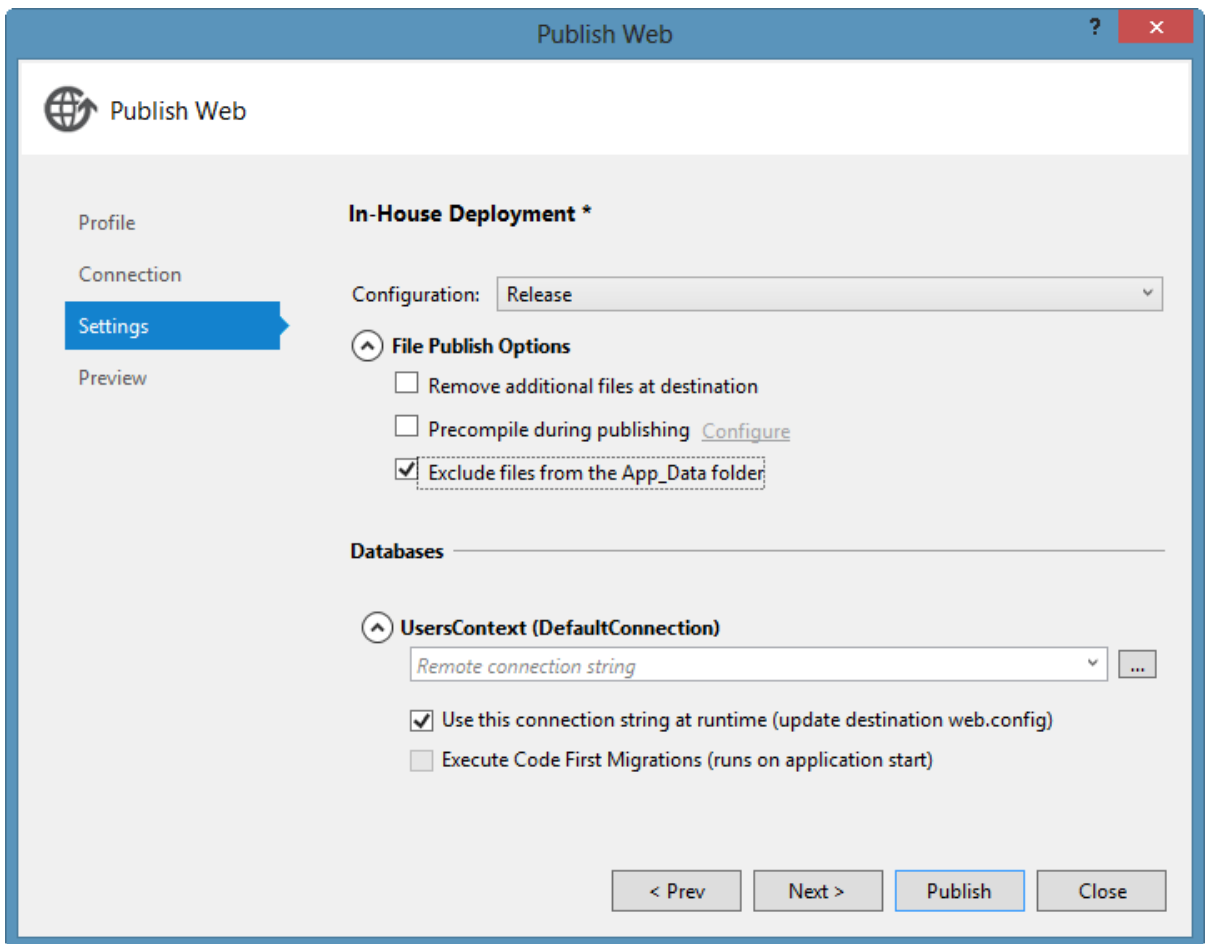 Publish Web
?
Publish Web
Profile
Connection
Settings
Preview
In-House Deployment *
Configuration: Release
File Publish Options
Remove additional files at destination
Precompile during publishing Configure
Exclude files from the App_Data folder
Databases
UsersContext (DefaultConnection)
Remote connection string ...
Use this connection string at runtime (update destination web.config)
Execute Code First Migrations (runs on application start)
< Prev Next > Publish Close